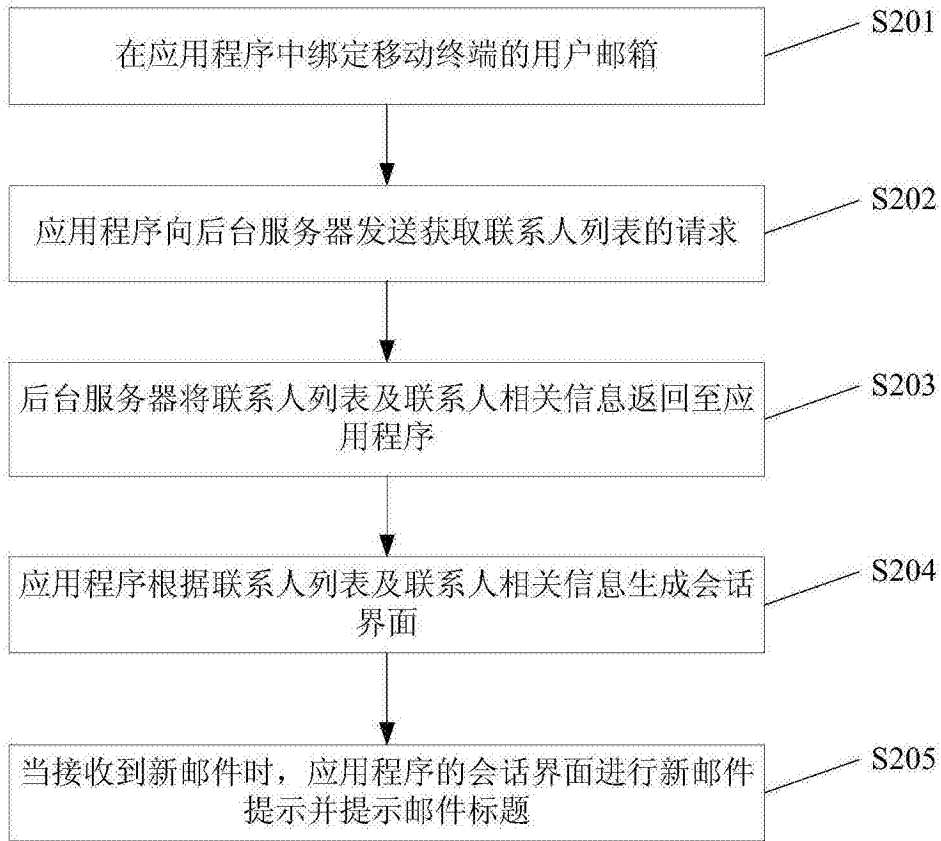 S201
在应用程序中绑定移动终端的用户邮箱
S202
应用程序向后台服务器发送获取联系人列表的请求
S203
后台服务器将联系人列表及联系人相关信息返回至应
用程序
S204
应用程序根据联系人列表及联系人相关信息生成会话
界面
S205
当接收到新邮件时，应用程序的会话界面进行新邮件
提示并提示邮件标题